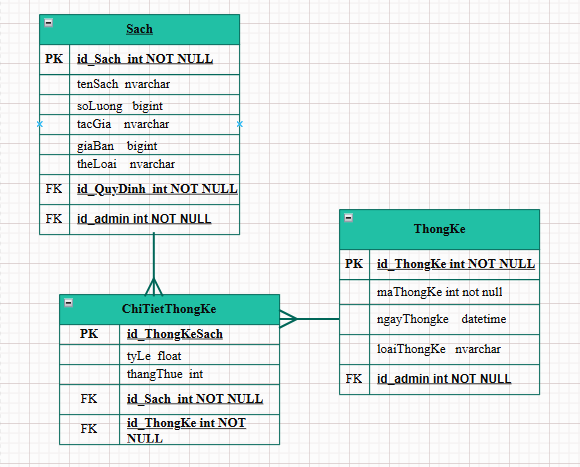 Sach
PK id_Sach int NOT NULL
tenSach nvarchar
soLuong bigint
tacGia nvarchar
giaBan bigint
theLoai nvarchar
FK id_QuyDinh int NOT NULL
FK id_admin int NOT NULL
ThongKe
PK id_ThongKe int NOT NULL
maThongKe int not null
ngayThongke datetime
loaiThongKe nvarchar
FK id_admin int NOT NULL
ChiTietThongKe
PK id_ThongKeSach
tyLe float
thangThue int
FK id_Sach int NOT NULL
FK id_ThongKe int NOT
NULL